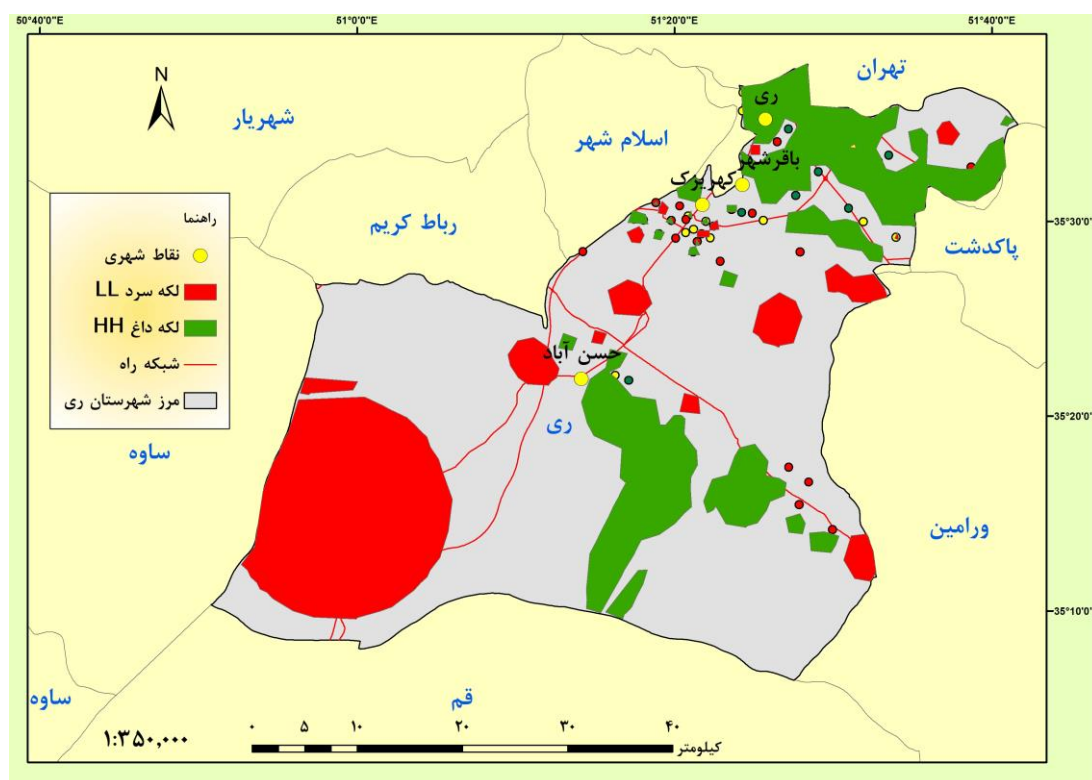 50°40'0"E 51°0'0"E 51°20'0"E 51°40'0"E
N
تهران
ری
شهریار
اسلام شهر
باقرشهر
کهریزک
رباط کریم
پاکدشت
35°30'0"N
راهنما
نقاط شهری
لکه سرد LL
لکه داغ HH
شبکه راه
مرز شهرستان ری
حسن آباد
35°20'0"N
ری
ساوه
ورامین
35°10'0"N
قم
ساوه
۱:۳۵۰,۰۰۰
۰ ۵ ۱۰ ۲۰ ۳۰ ۴۰
کیلومتر